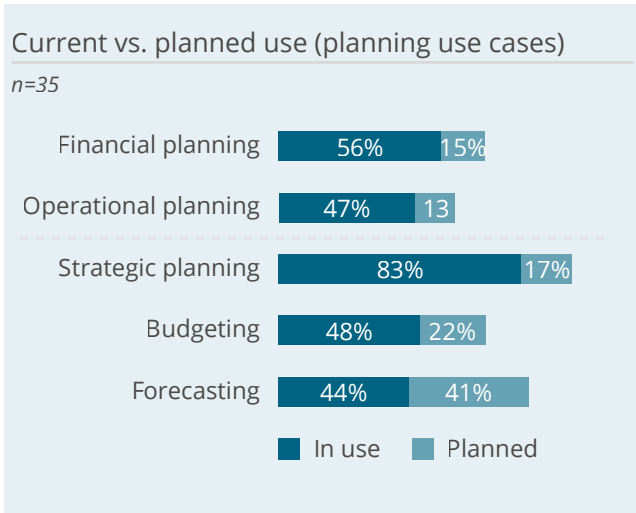 Current vs. planned use (planning use cases)
n=35
Financial planning 56% 15%
Operational planning 47% 13
Strategic planning 83% 17%
Budgeting 48% 22%
Forecasting 44% 41%
In use Planned